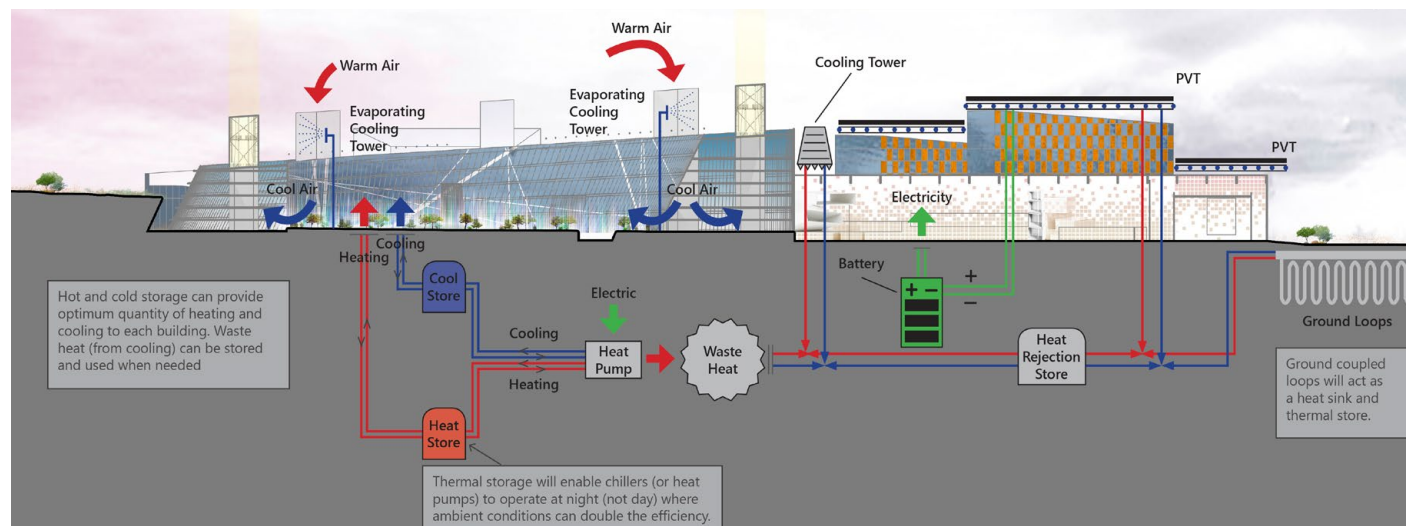 Warm Air
Warm Air
Cooling Tower
PVT
Evaporating
Cooling
Tower
Evaporating
Cooling
Tower
PVT
Cool Air
Cool Air
Electricity
Heating
Cooling
Battery
+
−
+ −
Cool
Store
Electric
Cooling
Heat
Pump
Heating
Waste
Heat
Heat
Rejection
Store
Ground Loops
Heat
Store
Hot and cold storage can provide
optimum quantity of heating and
cooling to each building. Waste
heat (from cooling) can be stored
and used when needed
Ground coupled
loops will act as
a heat sink and
thermal store.
Thermal storage will enable chillers (or heat
pumps) to operate at night (not day) where
ambient conditions can double the efficiency.